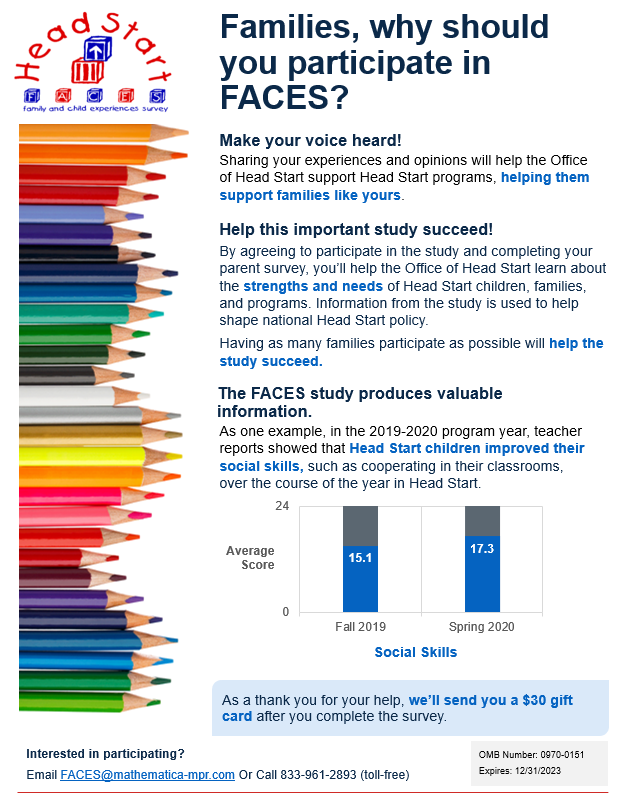 Head Start
FACES
family and child experiences survey
Families, why should
you participate in
FACES?
Make your voice heard!
Sharing your experiences and opinions will help the Office
of Head Start support Head Start programs, helping them
support families like yours.
Help this important study succeed!
By agreeing to participate in the study and completing your
parent survey, you’ll help the Office of Head Start learn about
the strengths and needs of Head Start children, families,
and programs. Information from the study is used to help
shape national Head Start policy.
Having as many families participate as possible will help the
study succeed.
The FACES study produces valuable
information.
As one example, in the 2019-2020 program year, teacher
reports showed that Head Start children improved their
social skills, such as cooperating in their classrooms,
over the course of the year in Head Start.
24
Average
Score
15.1
17.3
0
Fall 2019
Spring 2020
Social Skills
As a thank you for your help, we’ll send you a $30 gift
card after you complete the survey.
Interested in participating?
Email FACES@mathematica-mpr.com Or Call 833-961-2893 (toll-free)
OMB Number: 0970-0151
Expires: 12/31/2023